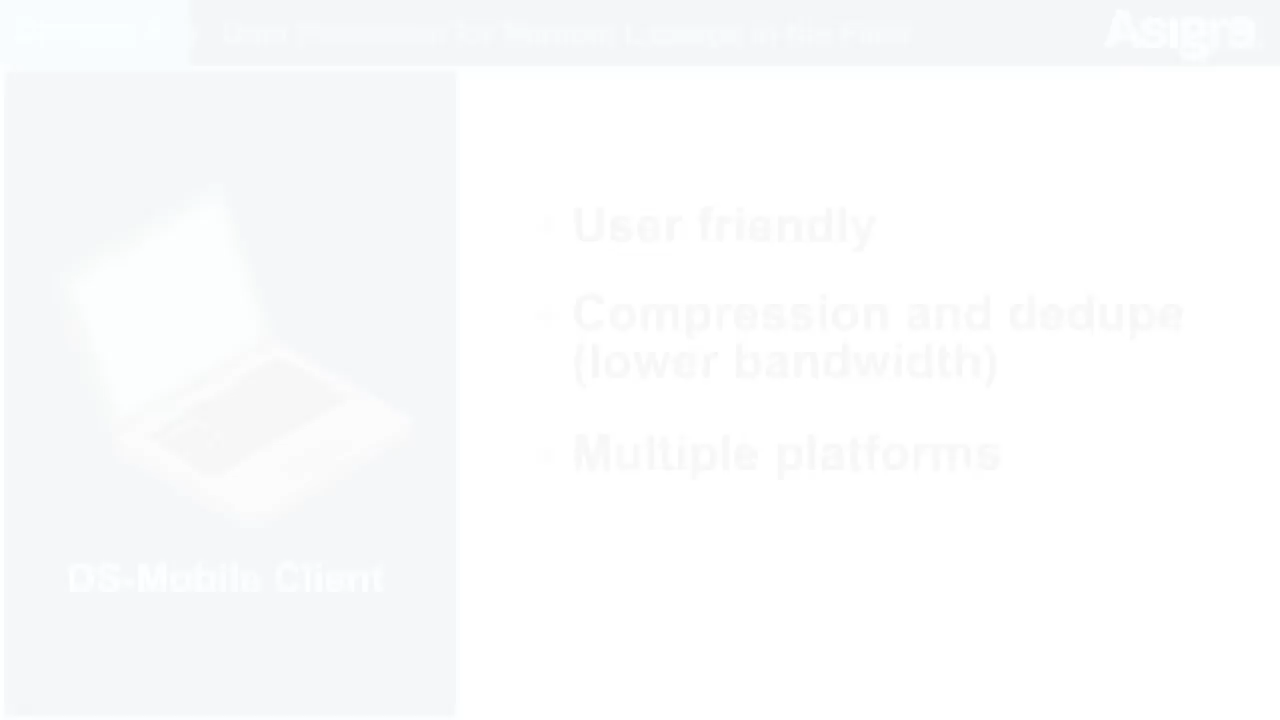 Asigra
User friendly
Compression and dedupe
(lower bandwidth)
Multiple platforms
DS-Mobile Client